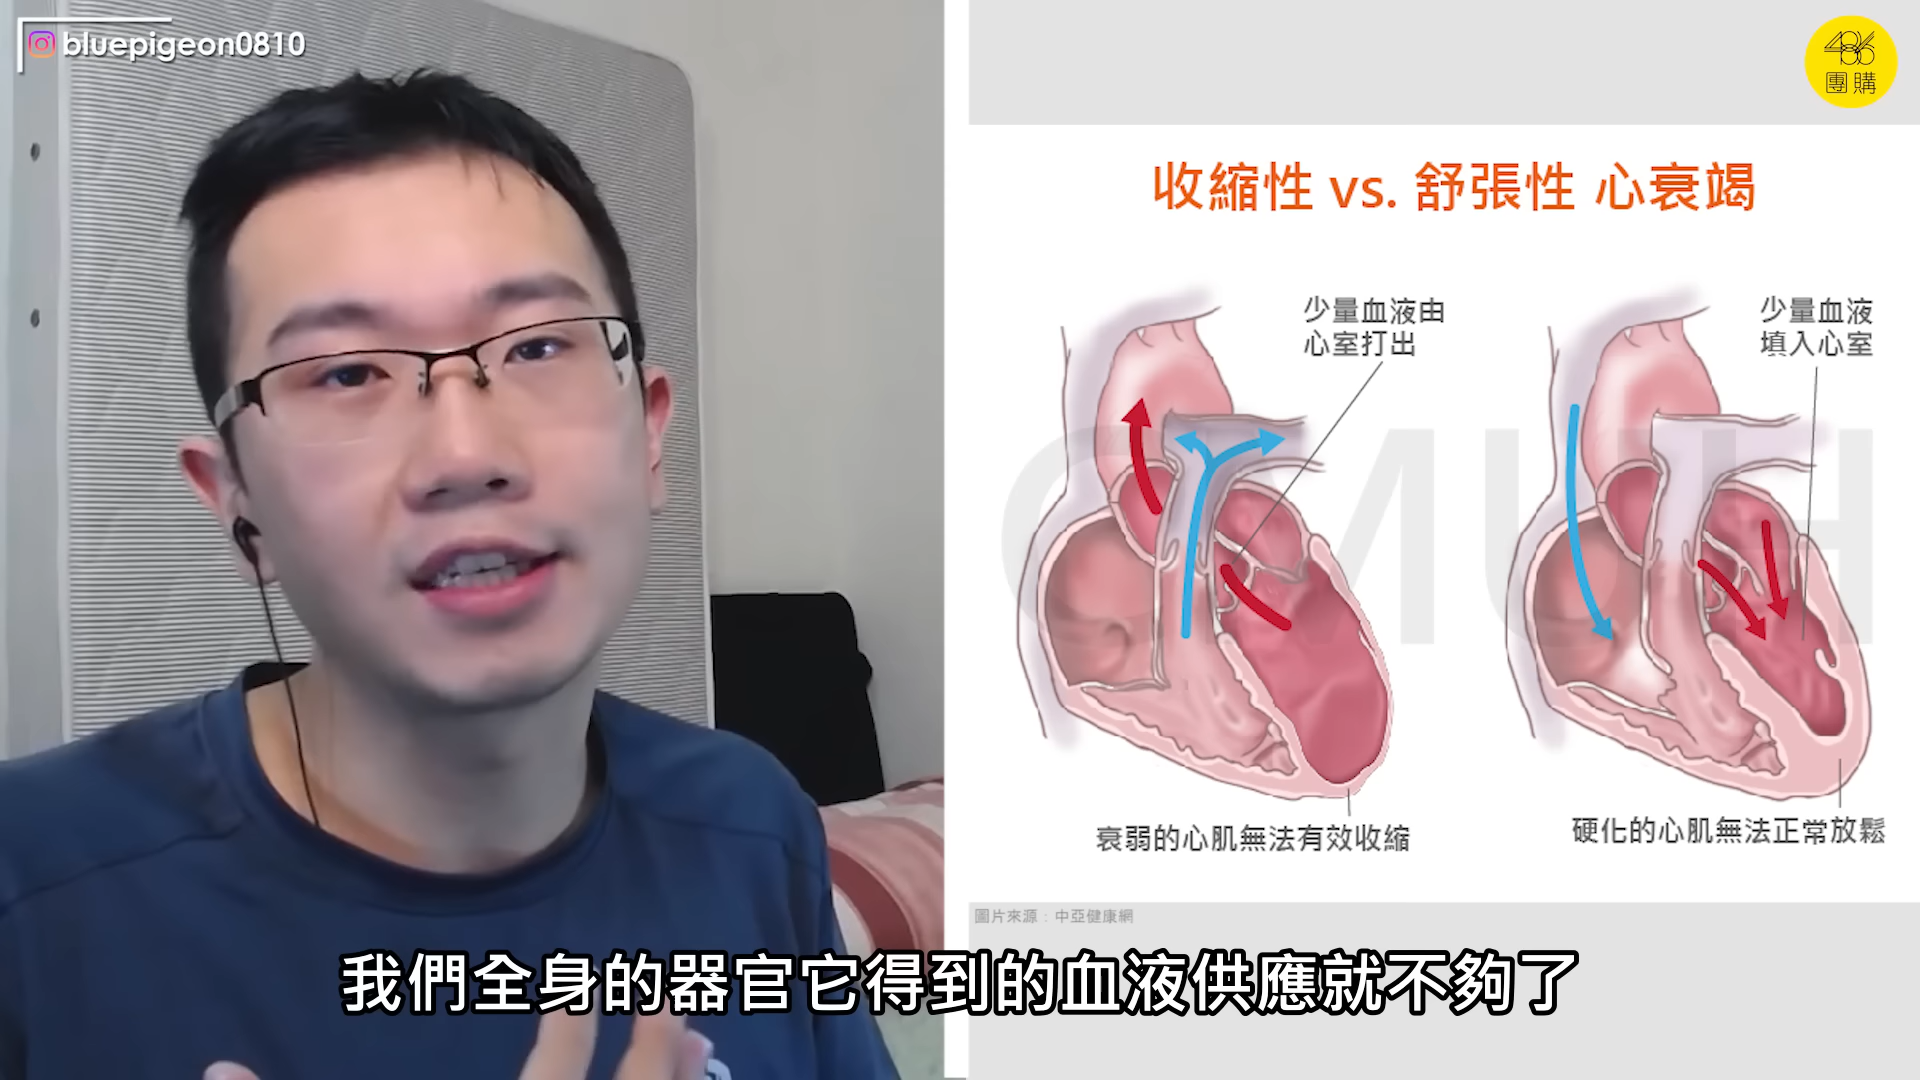 bluepigeon0810
486
團購
收縮性 vs. 舒張性 心衰竭
少量血液由
心室打出
少量血液
填入心室
CMUH
衰弱的心肌無法有效收縮
硬化的心肌無法正常放鬆
圖片來源：中亞健康網
我們全身的器官它得到的血液供應就不夠了